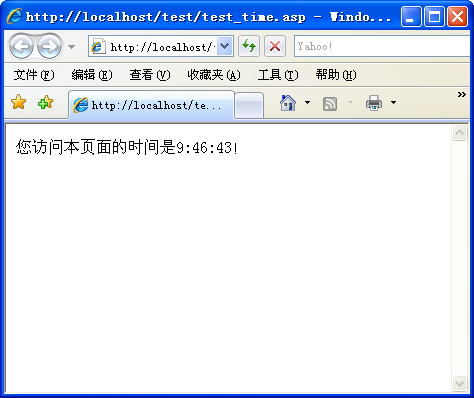 http://localhost/test/test_time.asp - Windo...
http://localhost/
Yahoo!
文件(F) 编辑(E) 查看(V) 收藏夹(A) 工具(T) 帮助(H)
http://localhost/te...
您访问本页面的时间是9:46:43!